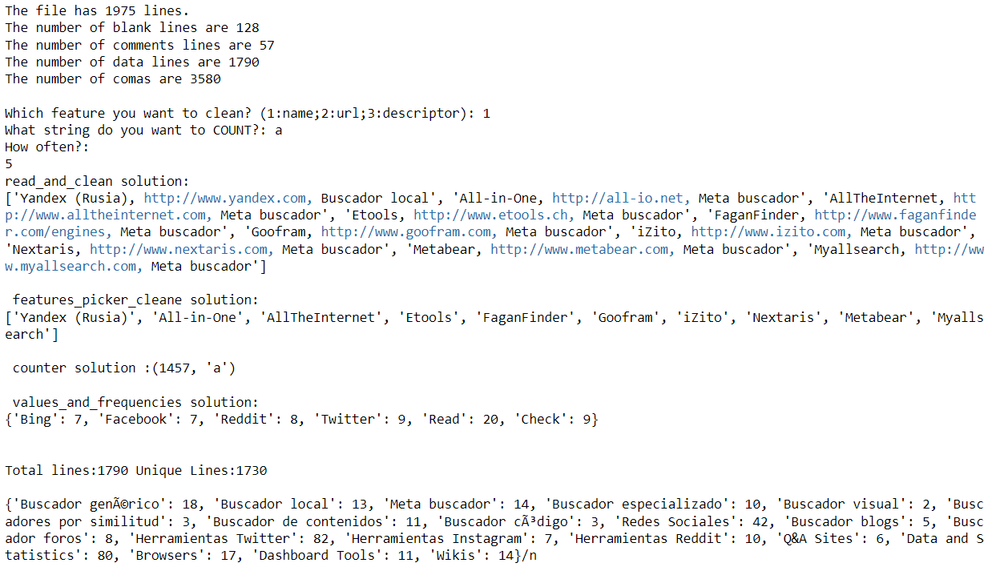 The file has 1975 lines.
The number of blank lines are 128
The number of comments lines are 57
The number of data lines are 1790
The number of comas are 3580
Which feature you want to clean? (1:name;2:url;3:descriptor): 1
What string do you want to COUNT?: a
How often?:
5
read_and_clean solution:
['Yandex (Rusia), http://www.yandex.com, Buscador local', 'All-in-One, http://all-io.net, Meta buscador', 'AllTheInternet, htt
p://www.alltheinternet.com, Meta buscador', 'Etools, http://www.etools.ch, Meta buscador', 'FaganFinder, http://www.faganfinde
r.com/engines, Meta buscador', 'Goofram, http://www.goofram.com, Meta buscador', 'iZito, http://www.izito.com, Meta buscador',
'Nextaris, http://www.nextaris.com, Meta buscador', 'Metabear, http://www.metabear.com, Meta buscador', 'Myallsearch, http://ww
w.myallsearch.com, Meta buscador']
features_picker_cleane solution:
['Yandex (Rusia)', 'All-in-One', 'AllTheInternet', 'Etools', 'FaganFinder', 'Goofram', 'iZito', 'Nextaris', 'Metabear', 'Myalls
earch']
counter solution :(1457, 'a')
values_and_frequencies solution:
{'Bing': 7, 'Facebook': 7, 'Reddit': 8, 'Twitter': 9, 'Read': 20, 'Check': 9}
Total lines:1790 Unique Lines:1730
{'Buscador genÃ©rico': 18, 'Buscador local': 13, 'Meta buscador': 14, 'Buscador especializado': 10, 'Buscador visual': 2, 'Busc
adores por similitud': 3, 'Buscador de contenidos': 11, 'Buscador cÃ³digo': 3, 'Redes Sociales': 42, 'Buscador blogs': 5, 'Busc
ador foros': 8, 'Herramientas Twitter': 82, 'Herramientas Instagram': 7, 'Herramientas Reddit': 10, 'Q&A Sites': 6, 'Data and S
tatistics': 80, 'Browsers': 17, 'Dashboard Tools': 11, 'Wikis': 14}/n